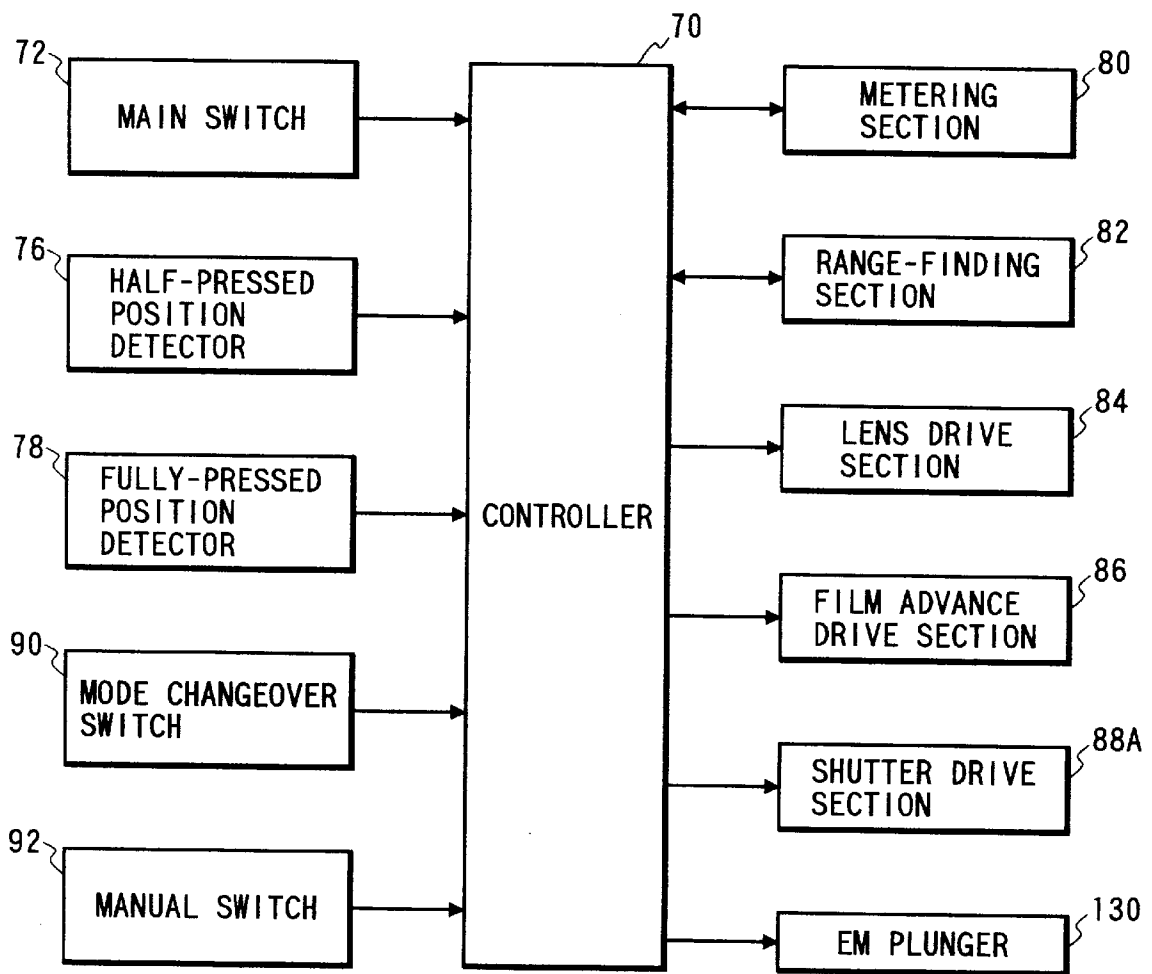 72
MAIN SWITCH
76
HALF-PRESSED
POSITION
DETECTOR
78
FULLY-PRESSED
POSITION
DETECTOR
90
MODE CHANGEOVER
SWITCH
92
MANUAL SWITCH
70
CONTROLLER
80
METERING
SECTION
82
RANGE-FINDING
SECTION
84
LENS DRIVE
SECTION
86
FILM ADVANCE
DRIVE SECTION
88A
SHUTTER DRIVE
SECTION
130
EM PLUNGER